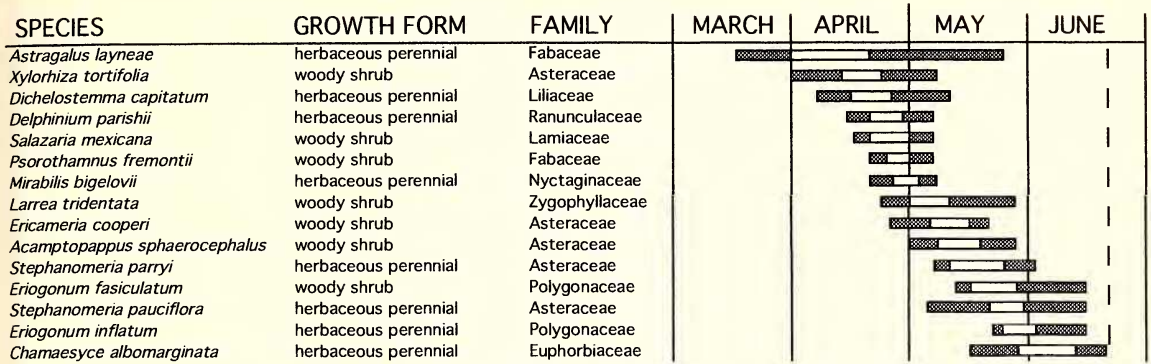 SPECIES GROWTH FORM FAMILY MARCH APRIL MAY JUNE
Astragalus layneae herbaceous perennial Fabaceae
Xylorhiza tortifolia woody shrub Asteraceae
Dichelostemma capitatum herbaceous perennial Liliaceae
Delphinium parishii herbaceous perennial Ranunculaceae
Salazaria mexicana woody shrub Lamiaceae
Psorothamnus fremontii woody shrub Fabaceae
Mirabilis bigelovii herbaceous perennial Nyctaginaceae
Larrea tridentata woody shrub Zygophyllaceae
Ericameria cooperi woody shrub Asteraceae
Acamptopappus sphaerocephalus woody shrub Asteraceae
Stephanomeria parryi herbaceous perennial Asteraceae
Eriogonum fasiculatum woody shrub Polygonaceae
Stephanomeria pauciflora herbaceous perennial Asteraceae
Eriogonum inflatum herbaceous perennial Polygonaceae
Chamaesyce albomarginata herbaceous perennial Euphorbiaceae